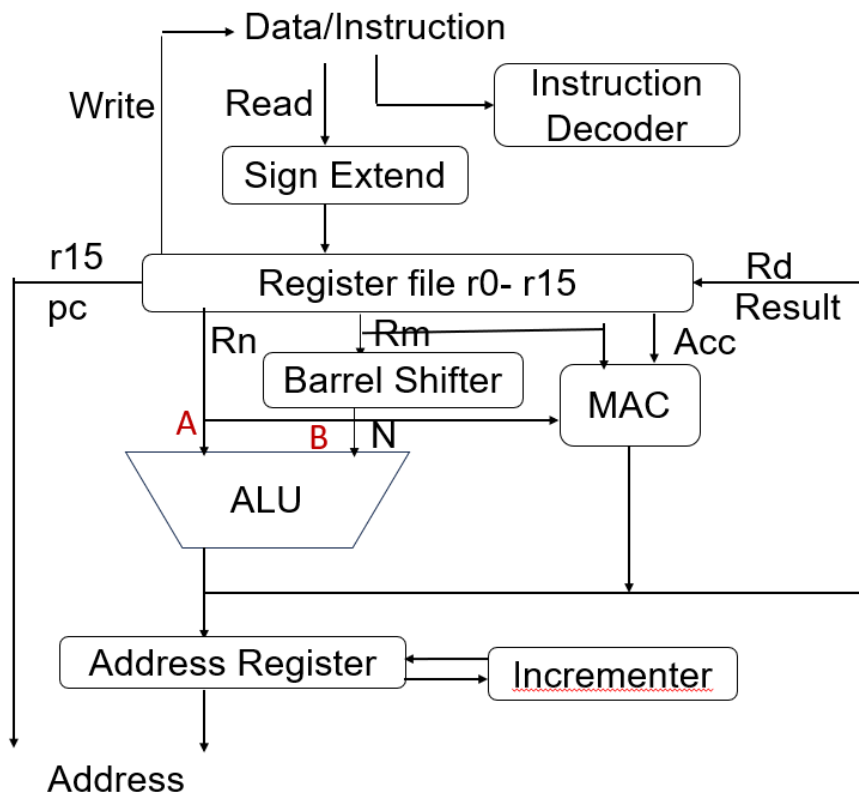 Data/Instruction
Write
Read
Instruction
Decoder
Sign Extend
r15
pc
Register file r0- r15
Rd
Result
Rn
Rm
Acc
Barrel Shifter
MAC
A
B
N
ALU
Address Register
Incrementer
Address